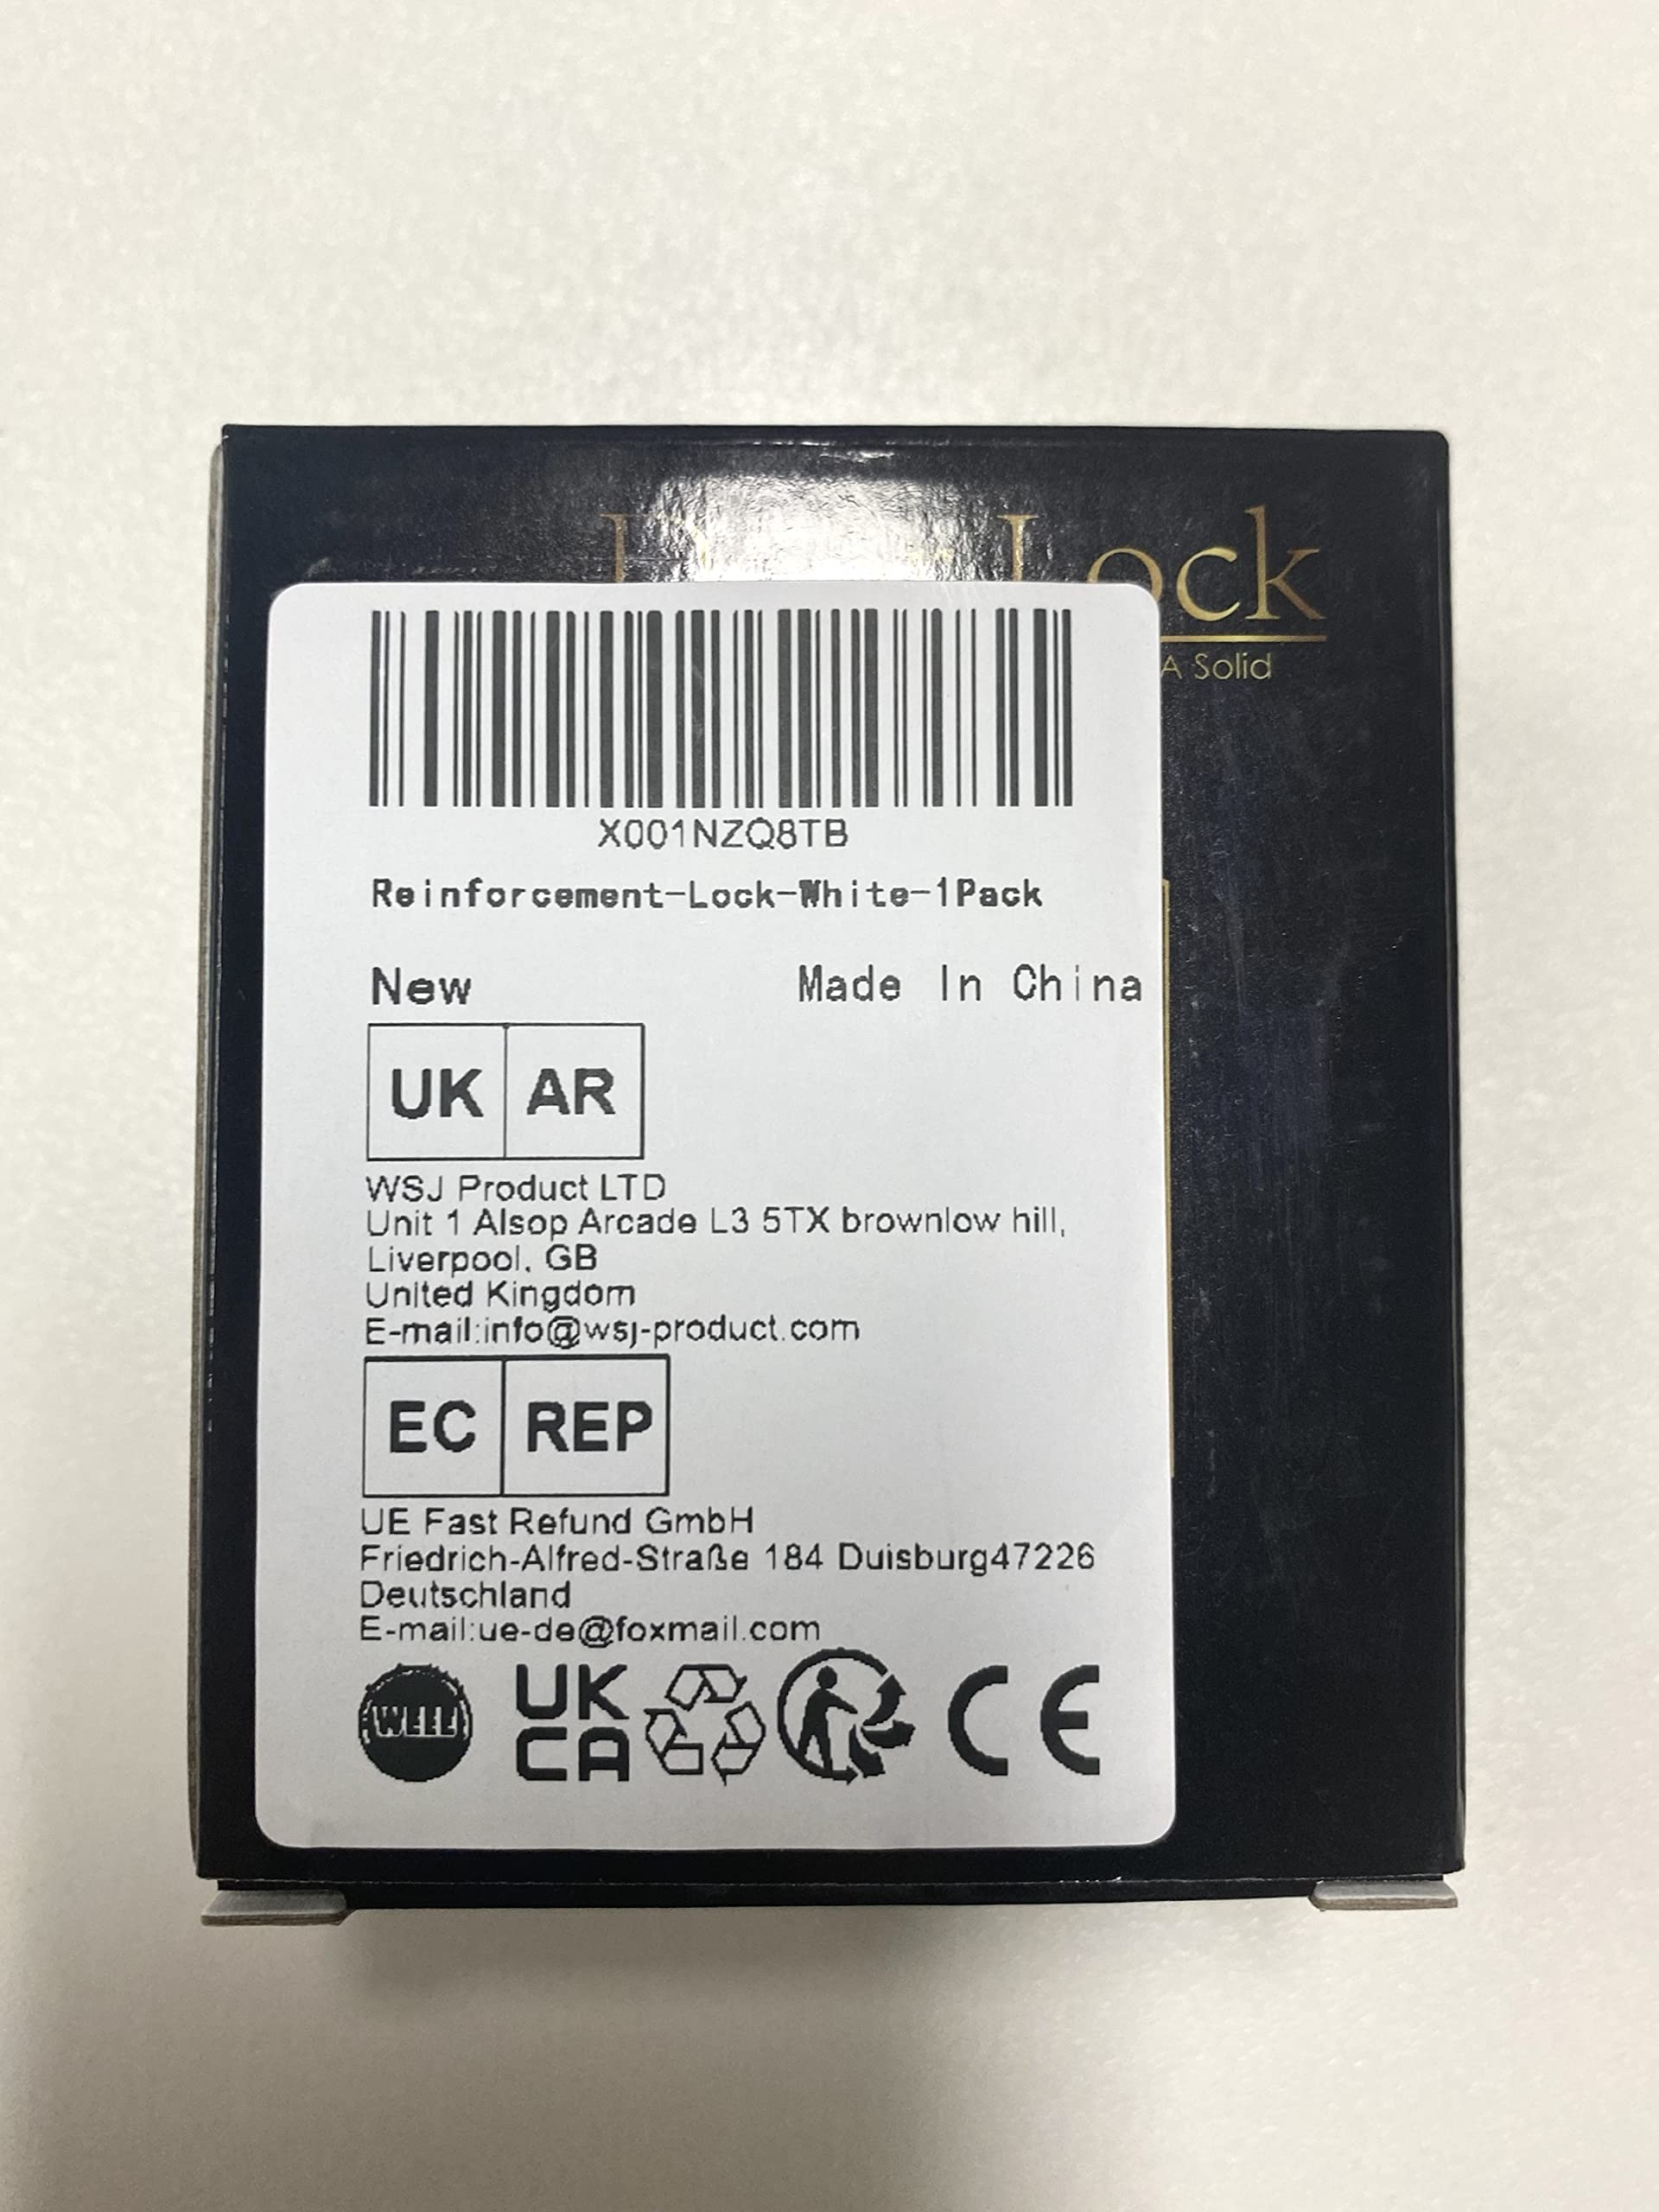 Door Lock
A Solid
X001NZQ8TB
Reinforcement-Lock-White-1Pack
New Made In China
UK AR
WSJ Product LTD
Unit 1 Alsop Arcade L3 5TX brownlow hill,
Liverpool, GB
United Kingdom
E-mail:info@wsj-product.com
EC REP
UE Fast Refund GmbH
Friedrich-Alfred-Straße 184 Duisburg47226
Deutschland
E-mail:ue-de@foxmail.com
WEEE UK CA CE